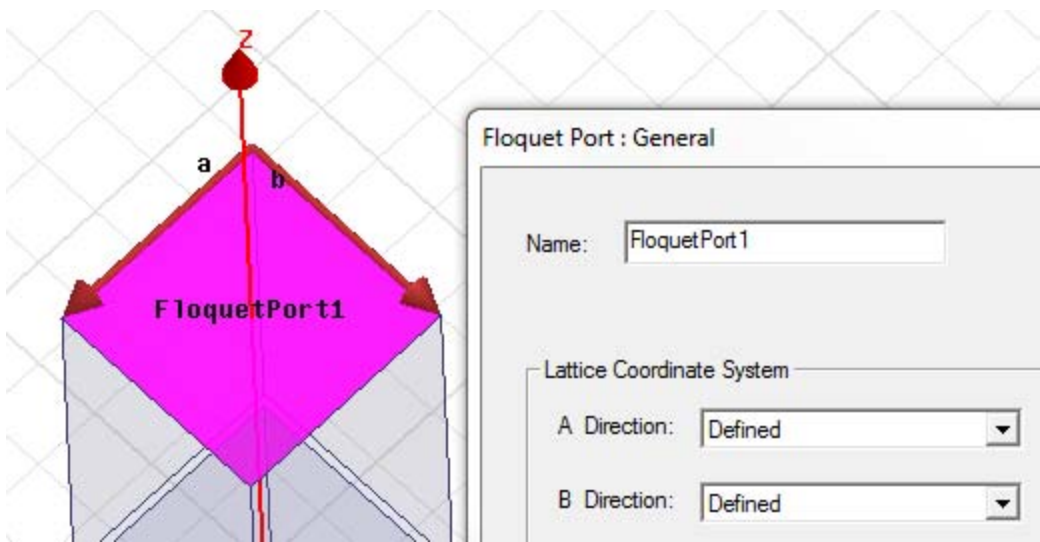 Z
a
b
FloquetPort1
Floquet Port : General
Name:
FloquetPort1
Lattice Coordinate System
A Direction:
Defined
B Direction:
Defined